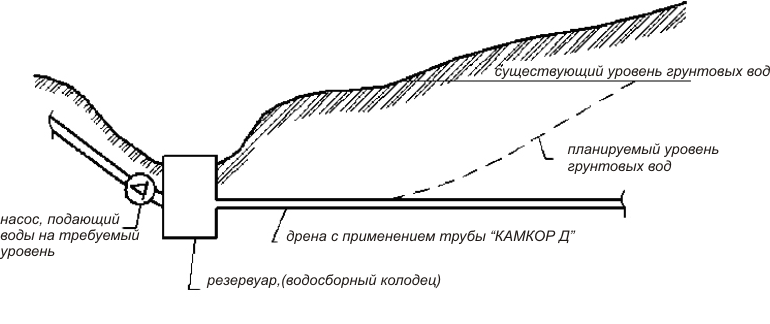 существующий уровень грунтовых вод
планируемый уровень
грунтовых вод
насос, подающий
воды на требуемый
уровень
дрена с применением трубы “КАМКОР Д”
резервуар,(водосборный колодец)